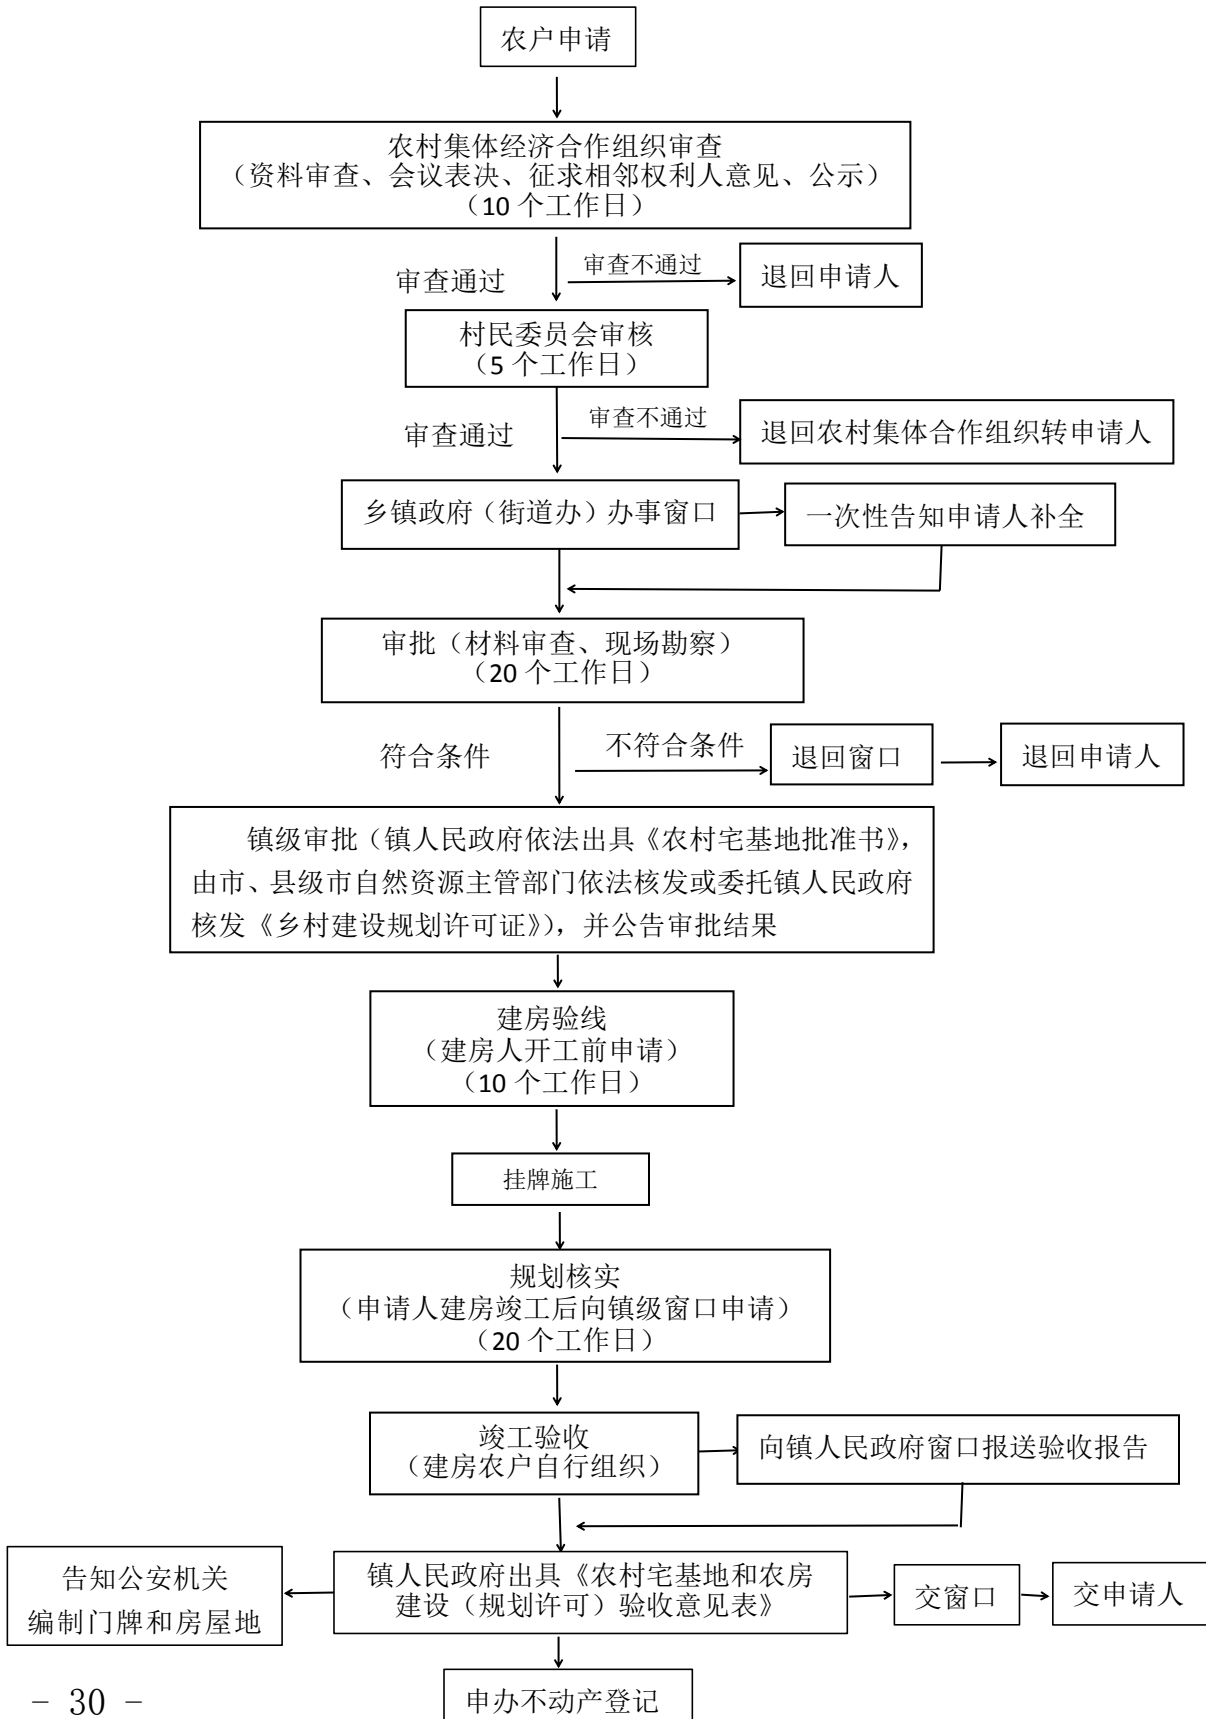 农户申请
农村集体经济合作组织审查
（资料审查、会议表决、征求相邻权利人意见、公示）
（10 个工作日）
审查通过
审查不通过
退回申请人
村民委员会审核
（5 个工作日）
审查通过
审查不通过
退回农村集体合作组织转申请人
乡镇政府（街道办）办事窗口
一次性告知申请人补全
审批（材料审查、现场勘察）
（20 个工作日）
符合条件
不符合条件
退回窗口
退回申请人
镇级审批（镇人民政府依法出具《农村宅基地批准书》，
由市、县级市自然资源主管部门依法核发或委托镇人民政府
核发《乡村建设规划许可证》），并公告审批结果
建房验线
（建房人开工前申请）
（10 个工作日）
挂牌施工
规划核实
（申请人建房竣工后向镇级窗口申请）
（20 个工作日）
竣工验收
（建房农户自行组织）
向镇人民政府窗口报送验收报告
告知公安机关
编制门牌和房屋地
镇人民政府出具《农村宅基地和农房
建设（规划许可）验收意见表》
交窗口
交申请人
申办不动产登记
- 30 -